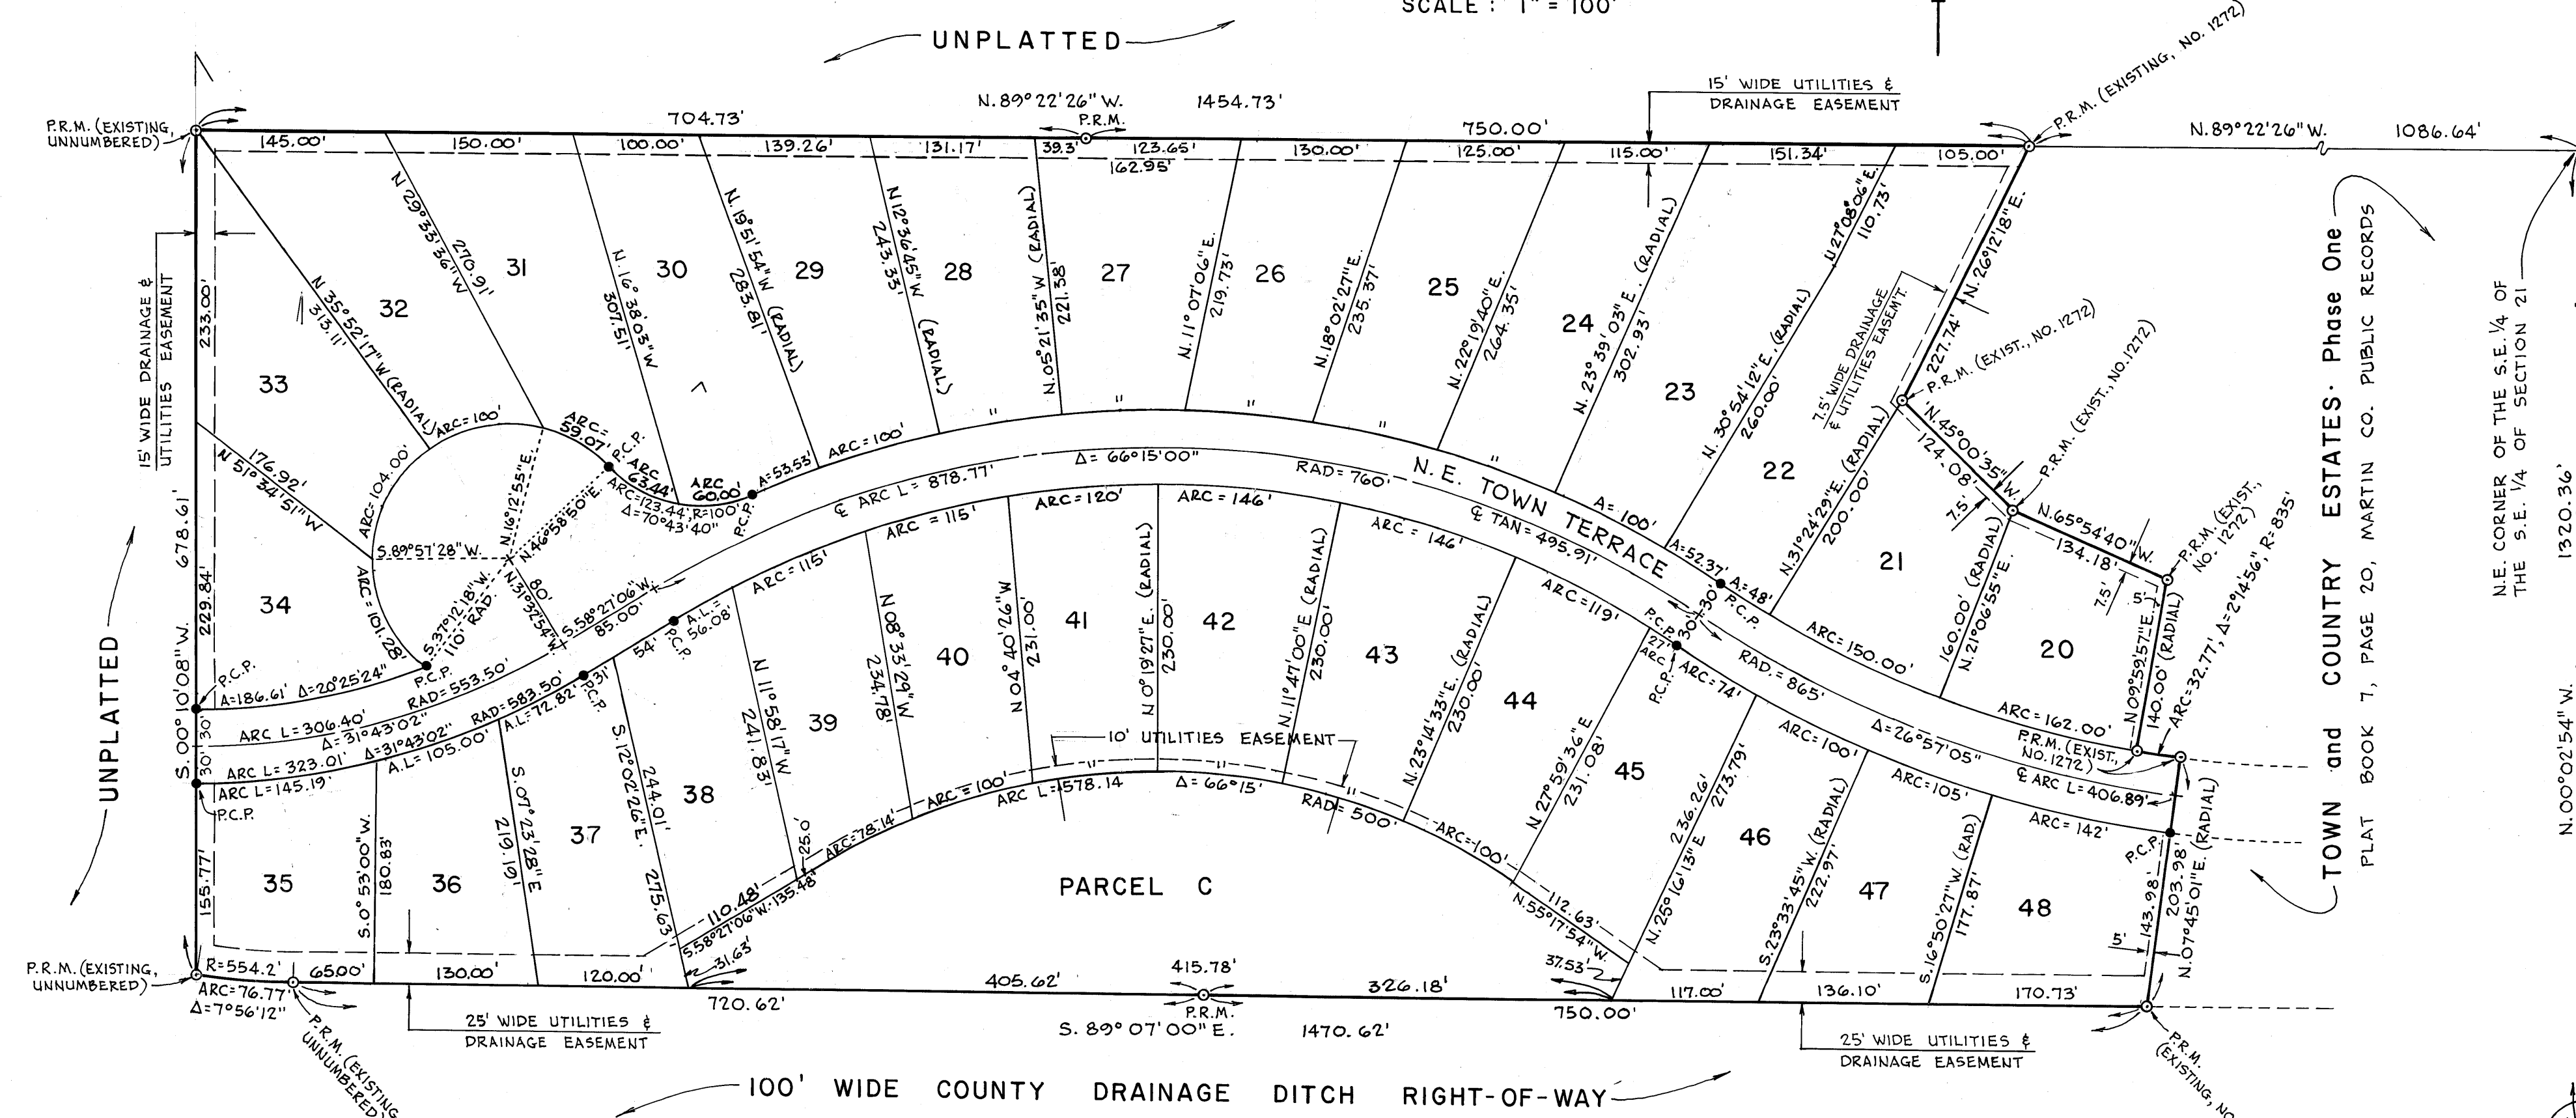 SCALE: 1" = 100'
UNPLATTED
15' WIDE UTILITIES &
DRAINAGE EASEMENT
P.R.M. (EXISTING, NO. 1272)
N. 89° 22' 26" W. 1454.73'
P.R.M.
704.73'
750.00'
N. 89° 22' 26" W. 1086.64'
P.R.M. (EXISTING,
UNNUMBERED)
145.00'
150.00'
100.00'
139.26'
131.17'
39.3'
123.65'
162.95'
130.00'
125.00'
115.00'
151.34'
105.00'
15' WIDE DRAINAGE &
UTILITIES EASEMENT
233.00'
33
N 35° 52' 17" W (RADIAL)
313.11'
32
N 29° 33' 36" W
270.91'
31
N. 16° 38' 03" W
307.51'
30
N. 19° 51' 54" W (RADIAL)
283.81'
29
N 12° 36' 45" W (RADIAL)
243.33'
28
N. 05° 21' 35" W (RADIAL)
221.38'
27
N. 11° 07' 06" E.
219.73'
26
N. 18° 02' 27" E.
235.37'
25
N. 22° 19' 40" E.
264.35'
24
N. 23° 39' 03" E. (RADIAL)
302.93'
23
N. 30° 54' 12" E. (RADIAL)
260.00'
N 27° 08' 06" E.
110.73'
22
7.5' WIDE DRAINAGE
& UTILITIES EASEM'T.
N. 26° 12' 18" E.
227.74'
P.R.M. (EXIST., NO. 1272)
P.R.M. (EXIST., NO. 1272)
N. 45° 00' 35" W.
124.08'
7.5'
N. 65° 54' 40" W.
134.18'
7.5'
5'
P.R.M. (EXIST.,
NO. 1272)
ARC = 32.77', Δ=2°14'56", R=835'
N. 31° 24' 29" E. (RADIAL)
200.00'
21
N. 21° 06' 55" E.
160.00' (RADIAL)
20
N 09° 59' 57" E.
140.00' (RADIAL)
ARC = 104.00'
ARC = 100'
ARC =
59.07'
P.C.P.
ARC
63.44'
ARC = 123.44', R=100'
Δ=70°43'40"
ARC
60.00'
P.C.P.
A = 53.53'
ARC = 100'
"
"
"
"
"
A = 100'
A = 52.37'
A = 48'
P.C.P.
ARC = 150.00'
ARC = 162.00'
P.R.M. (EXIST.,
NO. 1272)
176.92'
N 51° 34' 51" W
S. 89° 57' 28" W.
N. 16° 12' 55" E.
N. 46° 58' 50" E.
S. 37° 12' 18" W.
110' RAD.
80'
N. 31° 32' 54" W.
ARC = 101.28'
P.C.P.
34
229.84'
678.61'
S. 00° 10' 08" W.
UNPLATTED
P.C.P.
A = 186.61' Δ = 20° 25' 24"
RAD = 553.50'
ARC L = 306.40'
Δ = 31° 43' 02"
30' 30'
ARC L = 323.01' Δ = 31° 43' 02" RAD = 583.50'
ARC L = 145.19'
A.L = 105.00'
A.L = 72.82'
P.C.P.
31'
P.C.P.
54'
P.C.P.
A.L. =
56.08'
S. 58° 27' 06" W.
85.00'
℄ ARC L = 878.77'
Δ = 66° 15' 00"
RAD = 760'
N. E. TOWN TERRACE
℄ TAN = 495.91'
RAD. = 865'
Δ = 26° 57' 05"
℄ ARC L = 406.89'
ARC = 115'
ARC = 115'
ARC = 120'
ARC = 146'
ARC = 146'
ARC = 119'
P.C.P.
30' 30'
27'
ARC
P.C.P.
ARC = 74'
ARC = 100'
ARC = 105'
ARC = 142'
P.C.P.
35
155.77'
S. 0° 53' 00" W.
180.83'
36
S. 07° 23' 28" E
219.19'
37
S. 12° 02' 26" E.
244.01'
275.63
38
N 11° 58' 17" W
241.83'
39
N 08° 33' 29" W
234.78'
40
N 04° 40' 26" W
231.00'
41
N 0° 19' 27" E. (RADIAL)
230.00'
42
N. 11° 47' 00" E (RADIAL)
230.00'
43
N. 23° 14' 33" E. (RADIAL)
230.00'
44
N 27° 59' 36" E
231.08'
45
N. 25° 16' 13" E
236.26'
273.79'
46
S. 23° 33' 45" W. (RADIAL)
222.97'
47
S. 16° 50' 27" W. (RAD.)
177.87'
48
5'
143.98'
203.98'
N. 07° 45' 01" E. (RADIAL)
10' UTILITIES EASEMENT
25.0'
ARC = 78.14'
ARC = 100'
"
"
ARC L = 578.14
Δ = 66° 15'
RAD = 500'
ARC = 100'
110.48'
S. 58° 27' 06" W. 135.48'
31.63'
PARCEL C
112.63'
N. 55° 17' 54" W.
37.53'
P.R.M. (EXISTING,
UNNUMBERED)
R = 554.2'
ARC = 76.77'
Δ = 7° 56' 12"
65.00'
130.00'
120.00'
405.62'
415.78'
326.18'
117.00'
136.10'
170.73'
720.62'
P.R.M.
750.00'
S. 89° 07' 00" E. 1470.62'
P.R.M. (EXISTING
UNNUMBERED)
25' WIDE UTILITIES &
DRAINAGE EASEMENT
25' WIDE UTILITIES &
DRAINAGE EASEMENT
P.R.M.
(EXISTING, NO.
100' WIDE COUNTY DRAINAGE DITCH RIGHT-OF-WAY
TOWN and COUNTRY ESTATES · Phase One
PLAT BOOK 7, PAGE 20, MARTIN CO. PUBLIC RECORDS
N.E. CORNER OF THE S.E. 1/4 OF
THE S.E. 1/4 OF SECTION 21
1320.36'
N. 00° 02' 54" W.